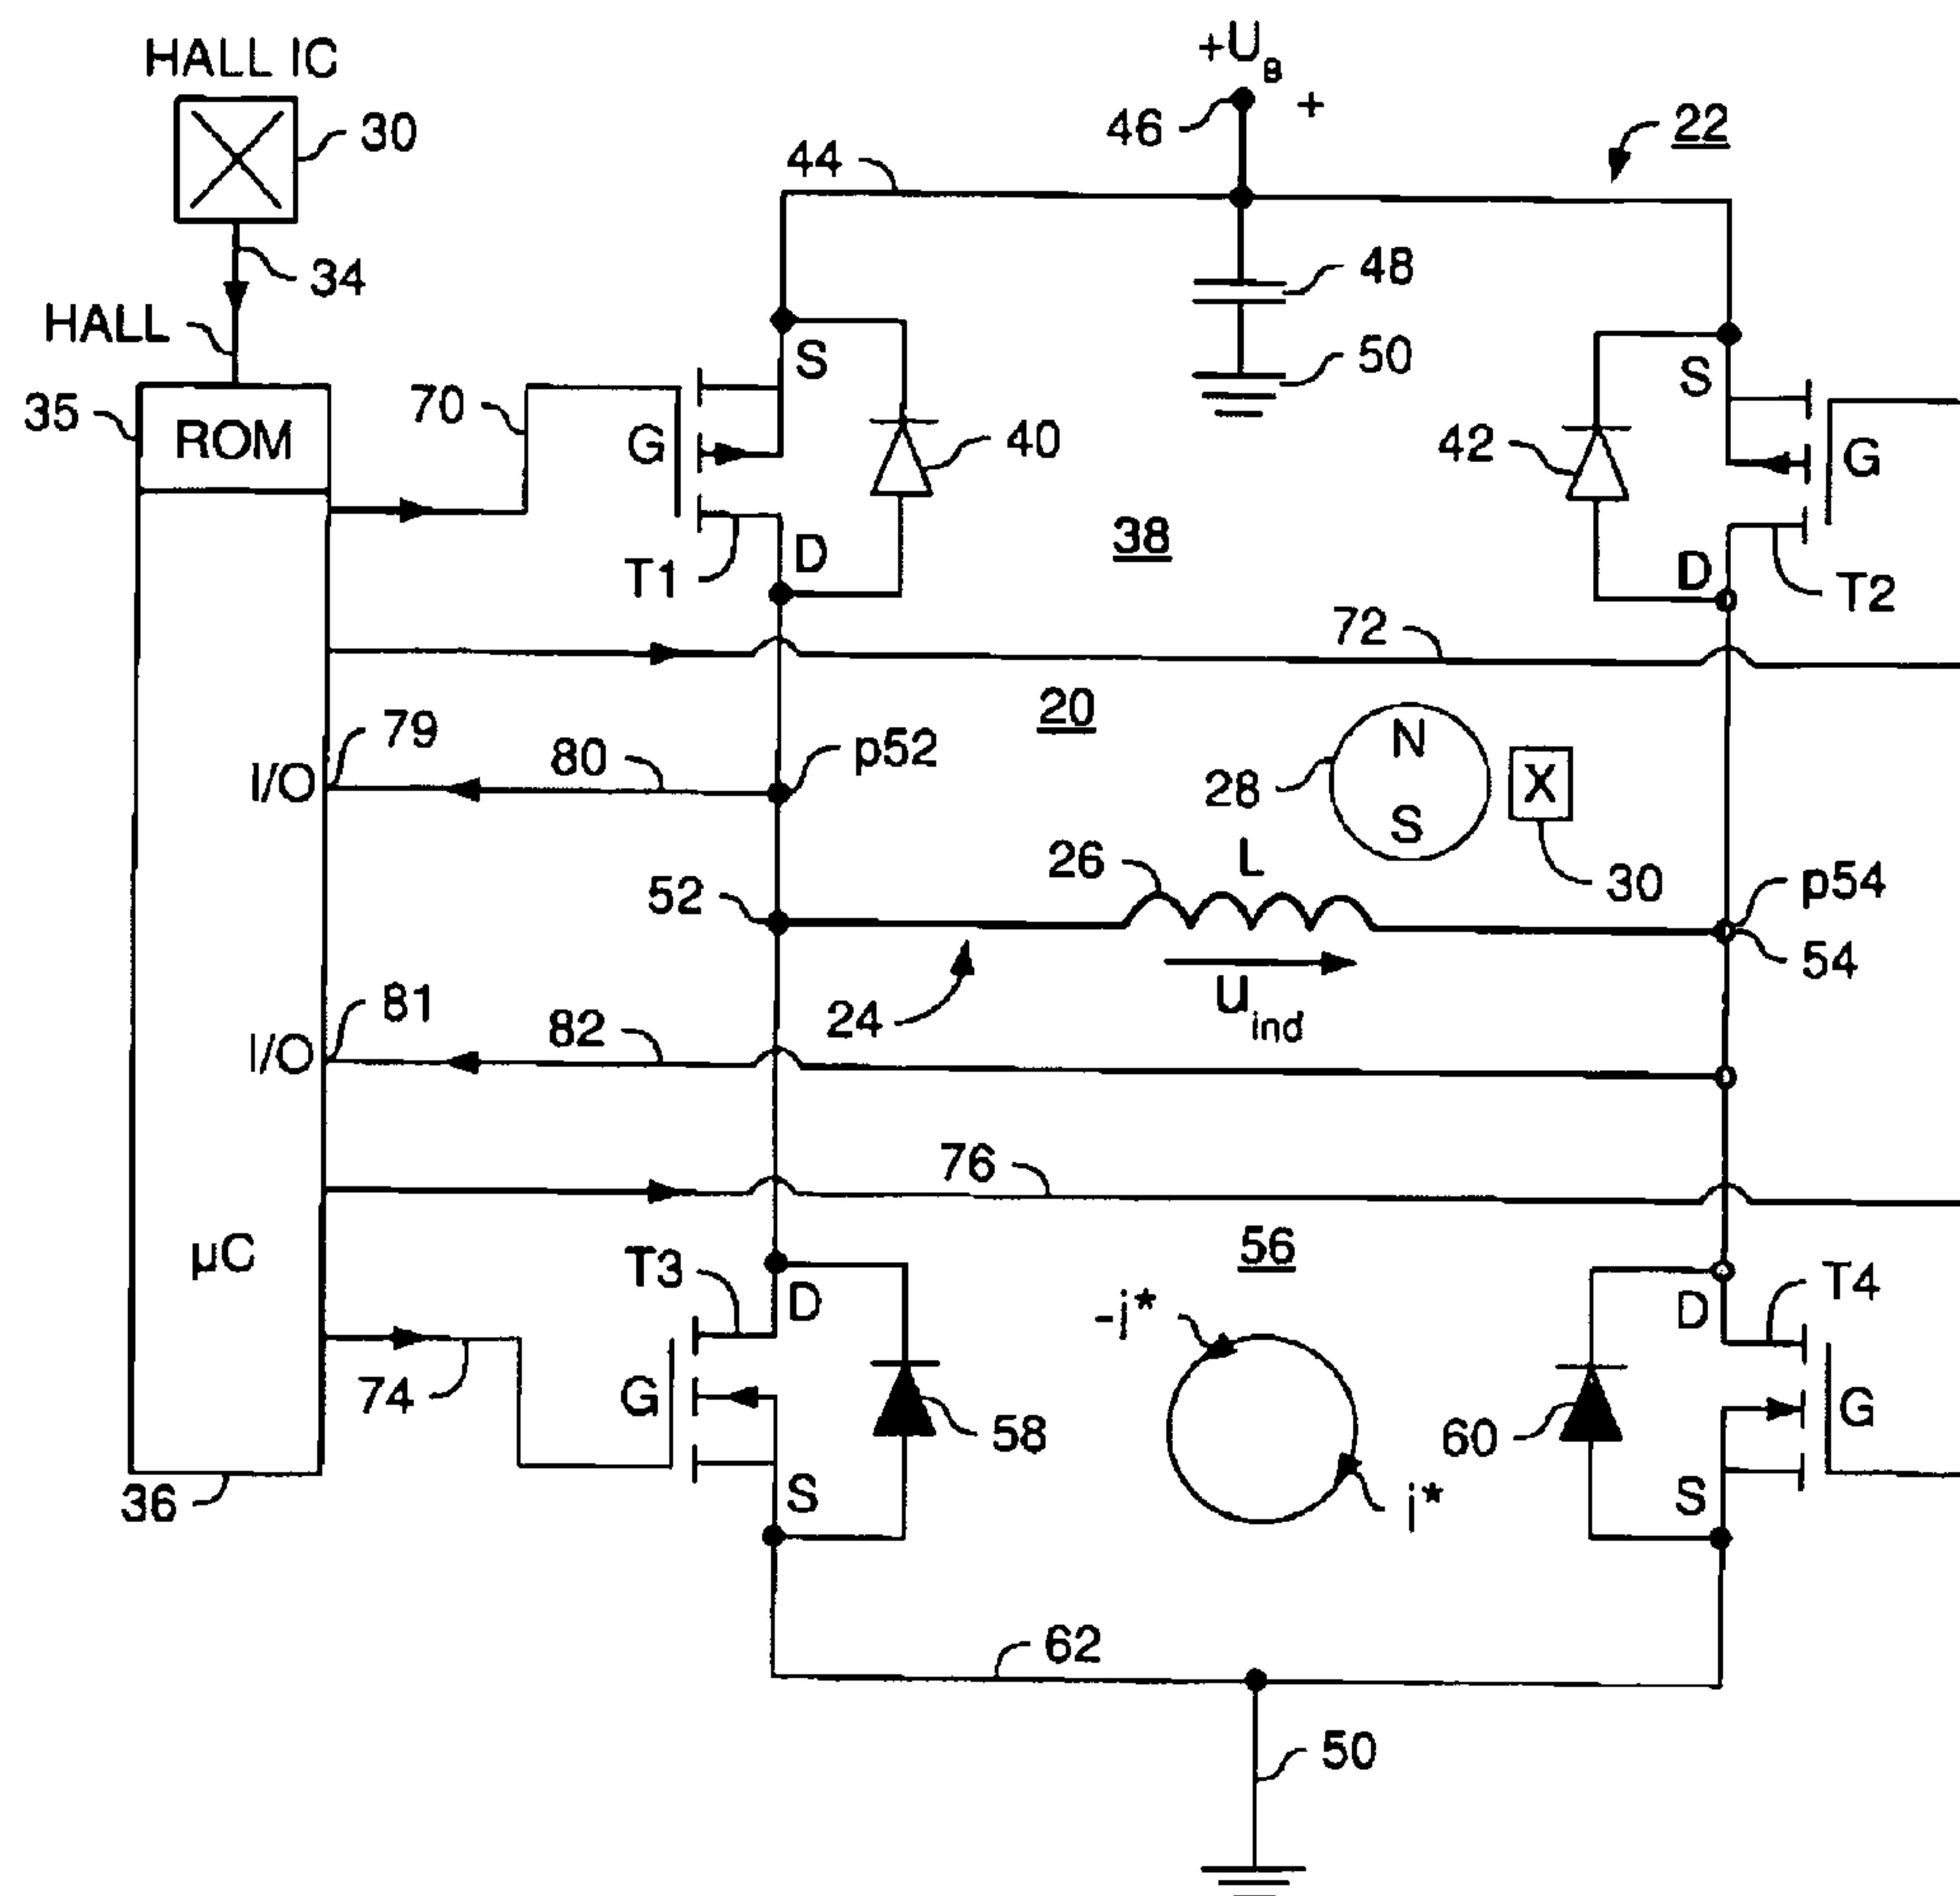 HALL IC
30
34
HALL
35
ROM
+U_B
+
46
44
22
48
50
70
S
G
D
T1
40
38
42
S
G
D
T2
72
20
79
I/O
80
p52
N
S
28
X
30
26
L
52
p54
54
24
u_ind
81
I/O
82
76
56
µC
T3
D
G
S
58
-i*
i*
T4
D
G
S
60
74
36
62
50